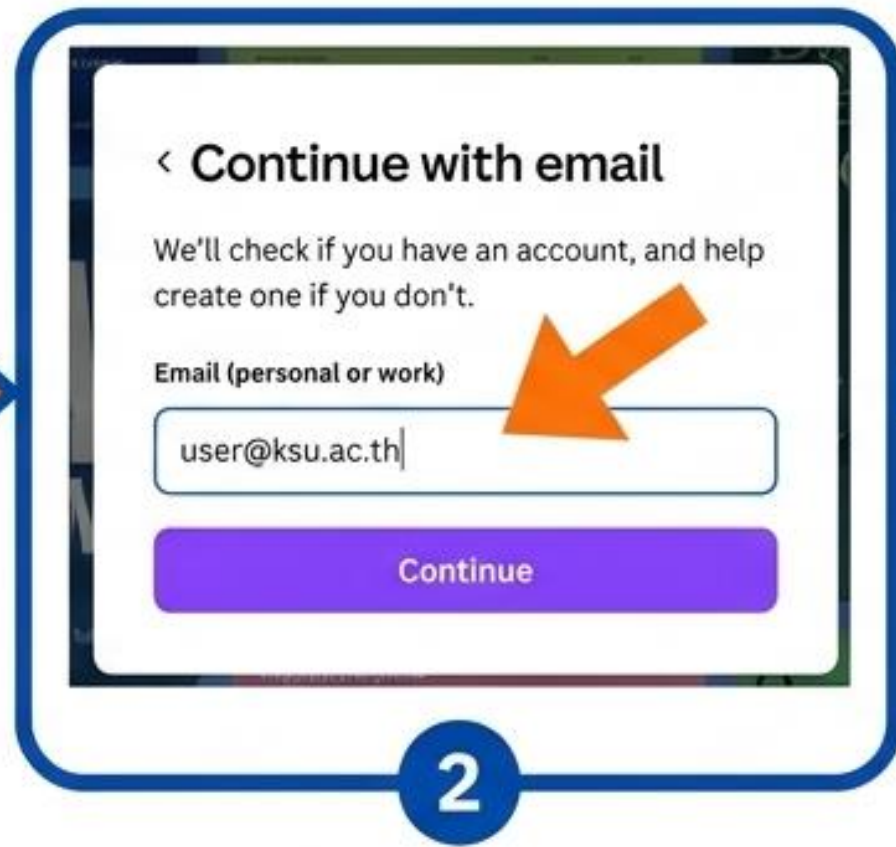 Continue with email
We'll check if you have an account, and help
create one if you don't.
Email (personal or work)
user@ksu.ac.th
Continue
2